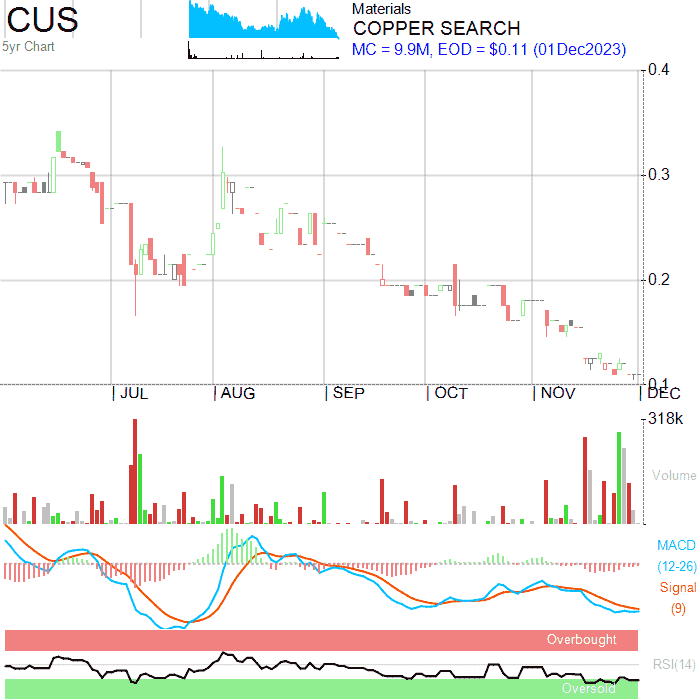 CUS
5yr Chart
Materials
COPPER SEARCH
MC = 9.9M, EOD = $0.11 (01Dec2023)
0.4
0.3
0.2
0.1
JUL
AUG
SEP
OCT
NOV
DEC
318k
Volume
MACD
(12-26)
Signal
(9)
Overbought
RSI(14)
Oversold